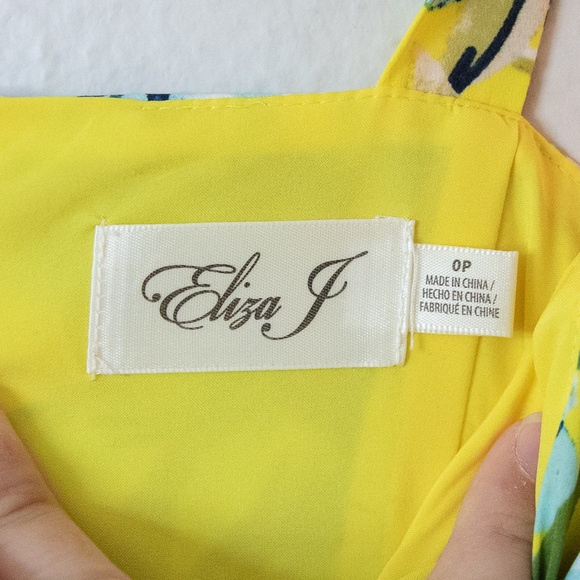 Eliza J
0P
MADE IN CHINA /
HECHO EN CHINA /
FABRIQUÉ EN CHINE